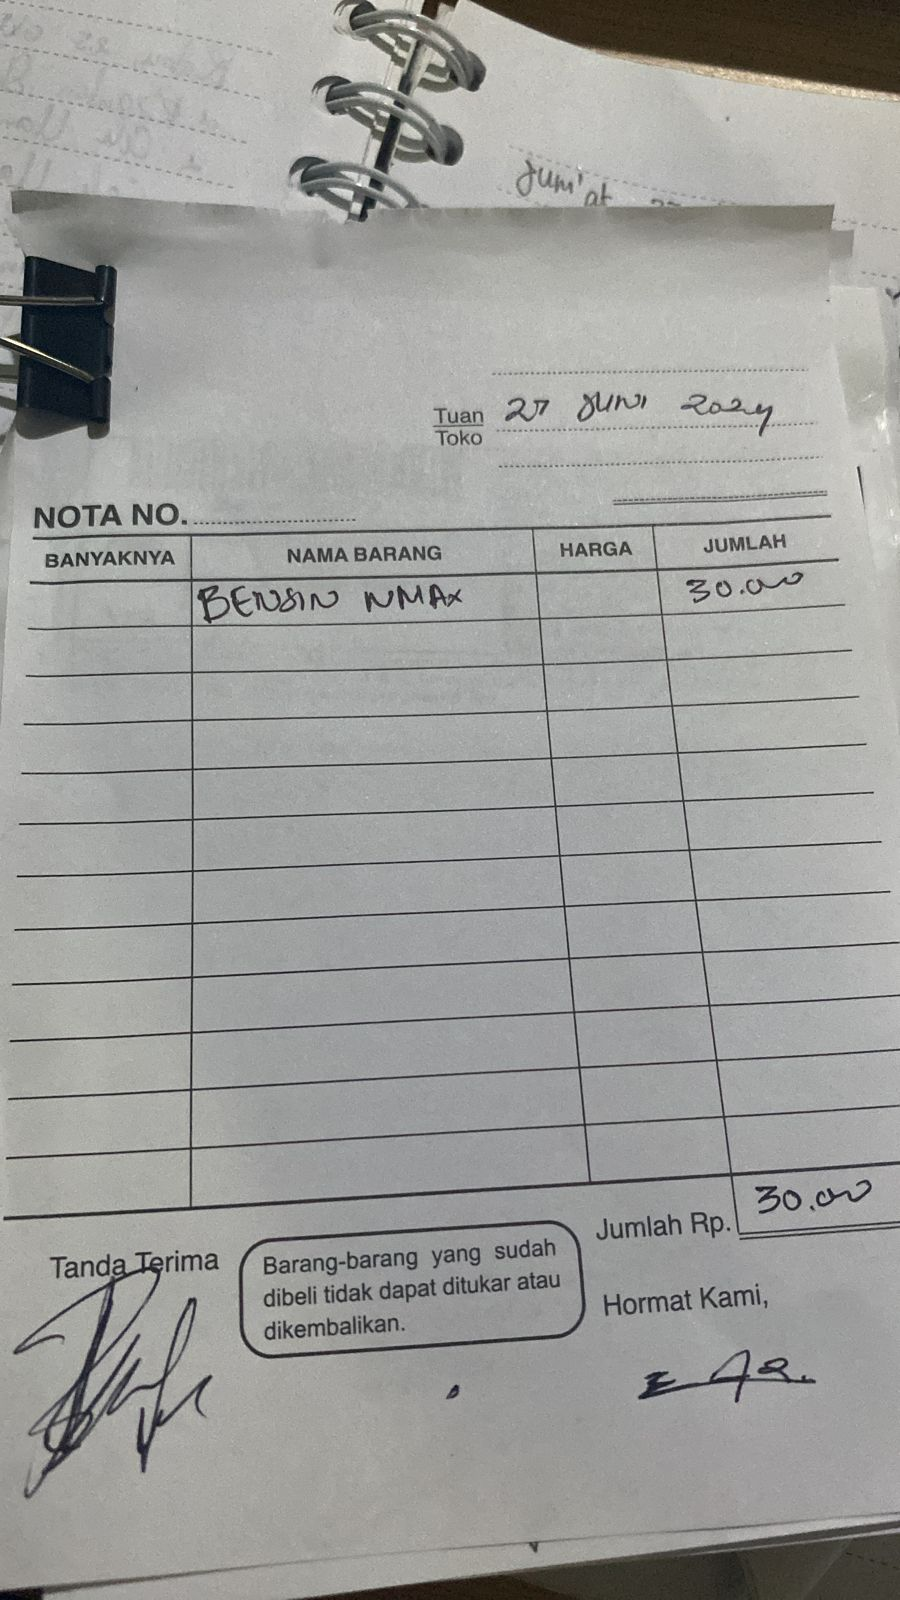 Jum'at
Tuan 27 JUNI 2024
Toko
NOTA NO.
BANYAKNYA NAMA BARANG HARGA JUMLAH
BENSIN NMAX 30.000
Jumlah Rp. 30.000
Tanda Terima
Barang-barang yang sudah
dibeli tidak dapat ditukar atau
dikembalikan.
Hormat Kami,